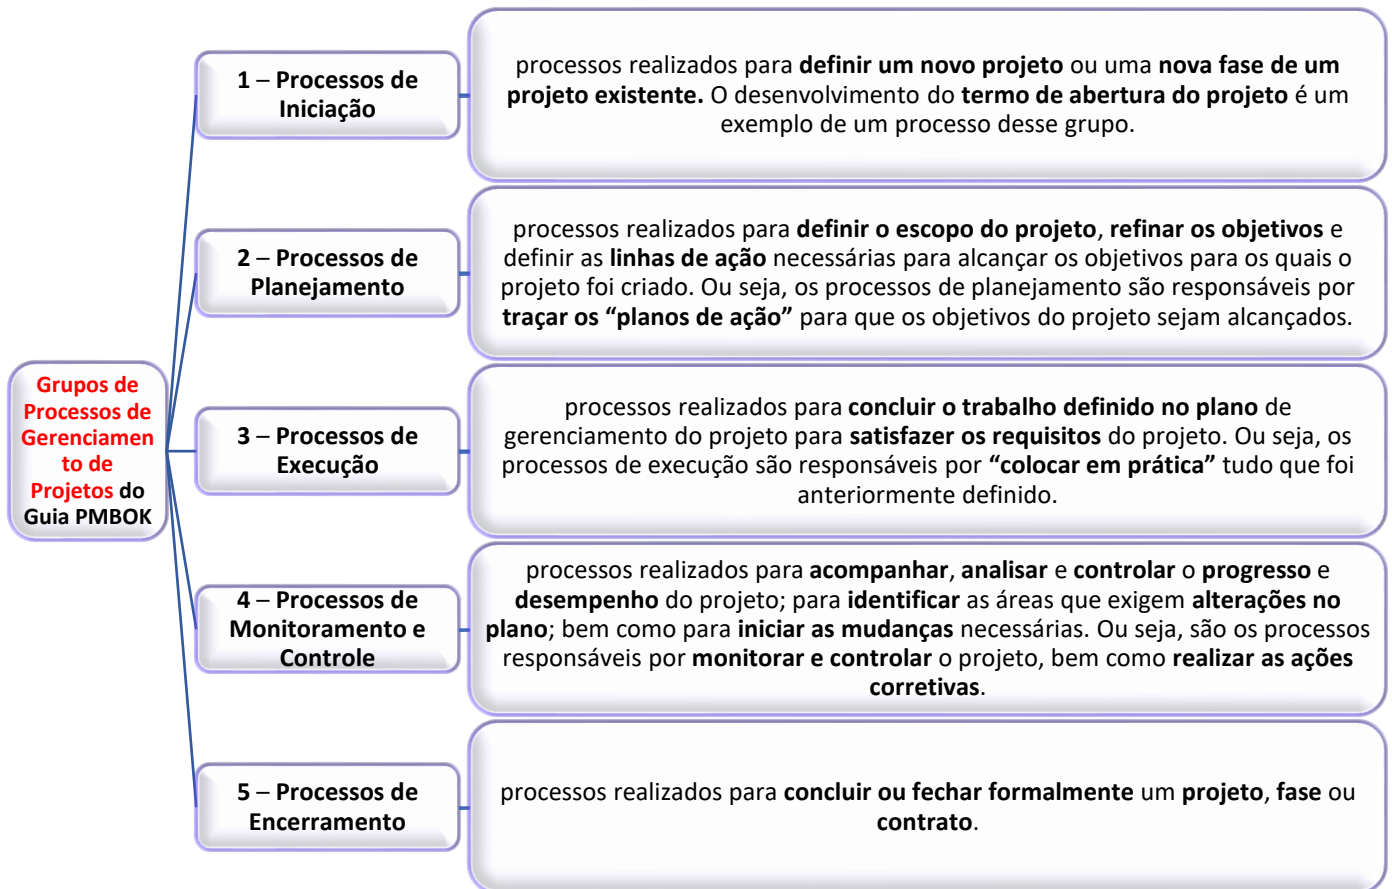 Grupos de
Processos de
Gerenciamen
to de
Projetos do
Guia PMBOK
1 – Processos de
Iniciação
processos realizados para definir um novo projeto ou uma nova fase de um
projeto existente. O desenvolvimento do termo de abertura do projeto é um
exemplo de um processo desse grupo.
2 – Processos de
Planejamento
processos realizados para definir o escopo do projeto, refinar os objetivos e
definir as linhas de ação necessárias para alcançar os objetivos para os quais o
projeto foi criado. Ou seja, os processos de planejamento são responsáveis por
traçar os “planos de ação” para que os objetivos do projeto sejam alcançados.
3 – Processos de
Execução
processos realizados para concluir o trabalho definido no plano de
gerenciamento do projeto para satisfazer os requisitos do projeto. Ou seja, os
processos de execução são responsáveis por “colocar em prática” tudo que foi
anteriormente definido.
4 – Processos de
Monitoramento e
Controle
processos realizados para acompanhar, analisar e controlar o progresso e
desempenho do projeto; para identificar as áreas que exigem alterações no
plano; bem como para iniciar as mudanças necessárias. Ou seja, são os processos
responsáveis por monitorar e controlar o projeto, bem como realizar as ações
corretivas.
5 – Processos de
Encerramento
processos realizados para concluir ou fechar formalmente um projeto, fase ou
contrato.